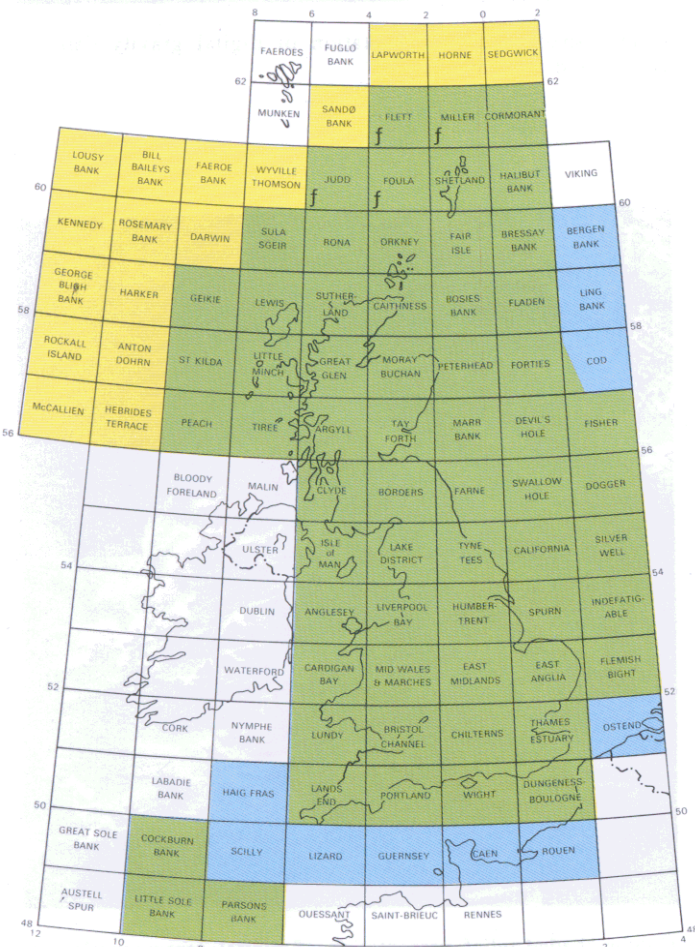 8
6
4
2
0
2
FAEROES
FUGLO
BANK
LAPWORTH
HORNE
SEDGWICK
62
62
MUNKEN
SANDØ
BANK
FLETT
MILLER
CORMORANT
f
f
LOUSY
BANK
BILL
BAILEYS
BANK
FAEROE
BANK
WYVILLE
THOMSON
JUDD
FOULA
SHETLAND
HALIBUT
BANK
VIKING
f
f
60
60
KENNEDY
ROSEMARY
BANK
DARWIN
SULA
SGEIR
RONA
ORKNEY
FAIR
ISLE
BRESSAY
BANK
BERGEN
BANK
GEORGE
BLIGH
BANK
HARKER
GEIKIE
LEWIS
SUTHER-
LAND
CAITHNESS
BOSIES
BANK
FLADEN
LING
BANK
58
58
ROCKALL
ISLAND
ANTON
DOHRN
ST KILDA
LITTLE
MINCH
GREAT
GLEN
MORAY
BUCHAN
PETERHEAD
FORTIES
COD
McCALLIEN
HEBRIDES
TERRACE
PEACH
TIREE
ARGYLL
TAY
FORTH
MARR
BANK
DEVIL'S
HOLE
FISHER
56
56
BLOODY
FORELAND
MALIN
CLYDE
BORDERS
FARNE
SWALLOW
HOLE
DOGGER
ULSTER
ISLE
of
MAN
LAKE
DISTRICT
TYNE
TEES
CALIFORNIA
SILVER
WELL
54
54
DUBLIN
ANGLESEY
LIVERPOOL
BAY
HUMBER-
TRENT
SPURN
INDEFATIG-
ABLE
WATERFORD
CARDIGAN
BAY
MID WALES
& MARCHES
EAST
MIDLANDS
EAST
ANGLIA
FLEMISH
BIGHT
52
52
CORK
NYMPHE
BANK
LUNDY
BRISTOL
CHANNEL
CHILTERNS
THAMES
ESTUARY
OSTEND
LABADIE
BANK
HAIG FRAS
LANDS
END
PORTLAND
WIGHT
DUNGENESS-
BOULOGNE
50
50
GREAT SOLE
BANK
COCKBURN
BANK
SCILLY
LIZARD
GUERNSEY
CAEN
ROUEN
AUSTELL
SPUR
LITTLE SOLE
BANK
PARSONS
BANK
OUESSANT
SAINT-BRIEUC
RENNES
48
10